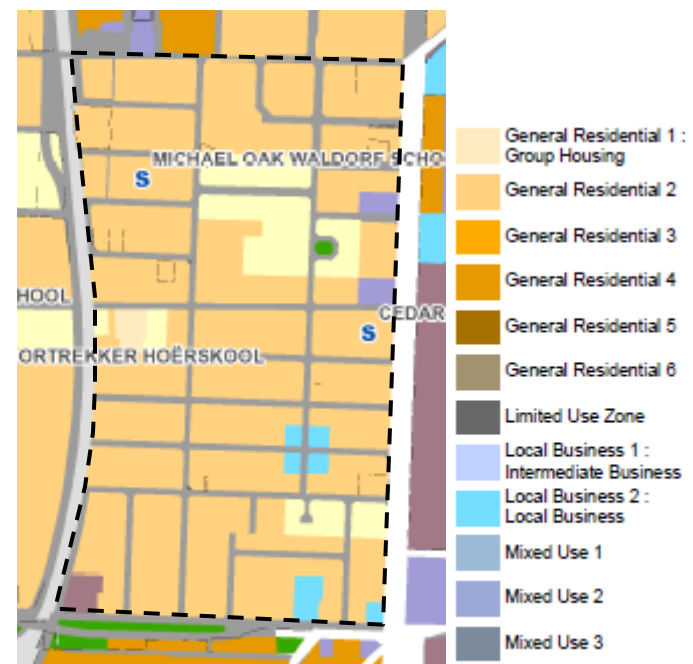 MICHAEL OAK WALDORF SCHO
S
HOOL
CEDAR
S
ORTREKKER HOËRSKOOL
General Residential 1 :
Group Housing
General Residential 2
General Residential 3
General Residential 4
General Residential 5
General Residential 6
Limited Use Zone
Local Business 1 :
Intermediate Business
Local Business 2 :
Local Business
Mixed Use 1
Mixed Use 2
Mixed Use 3